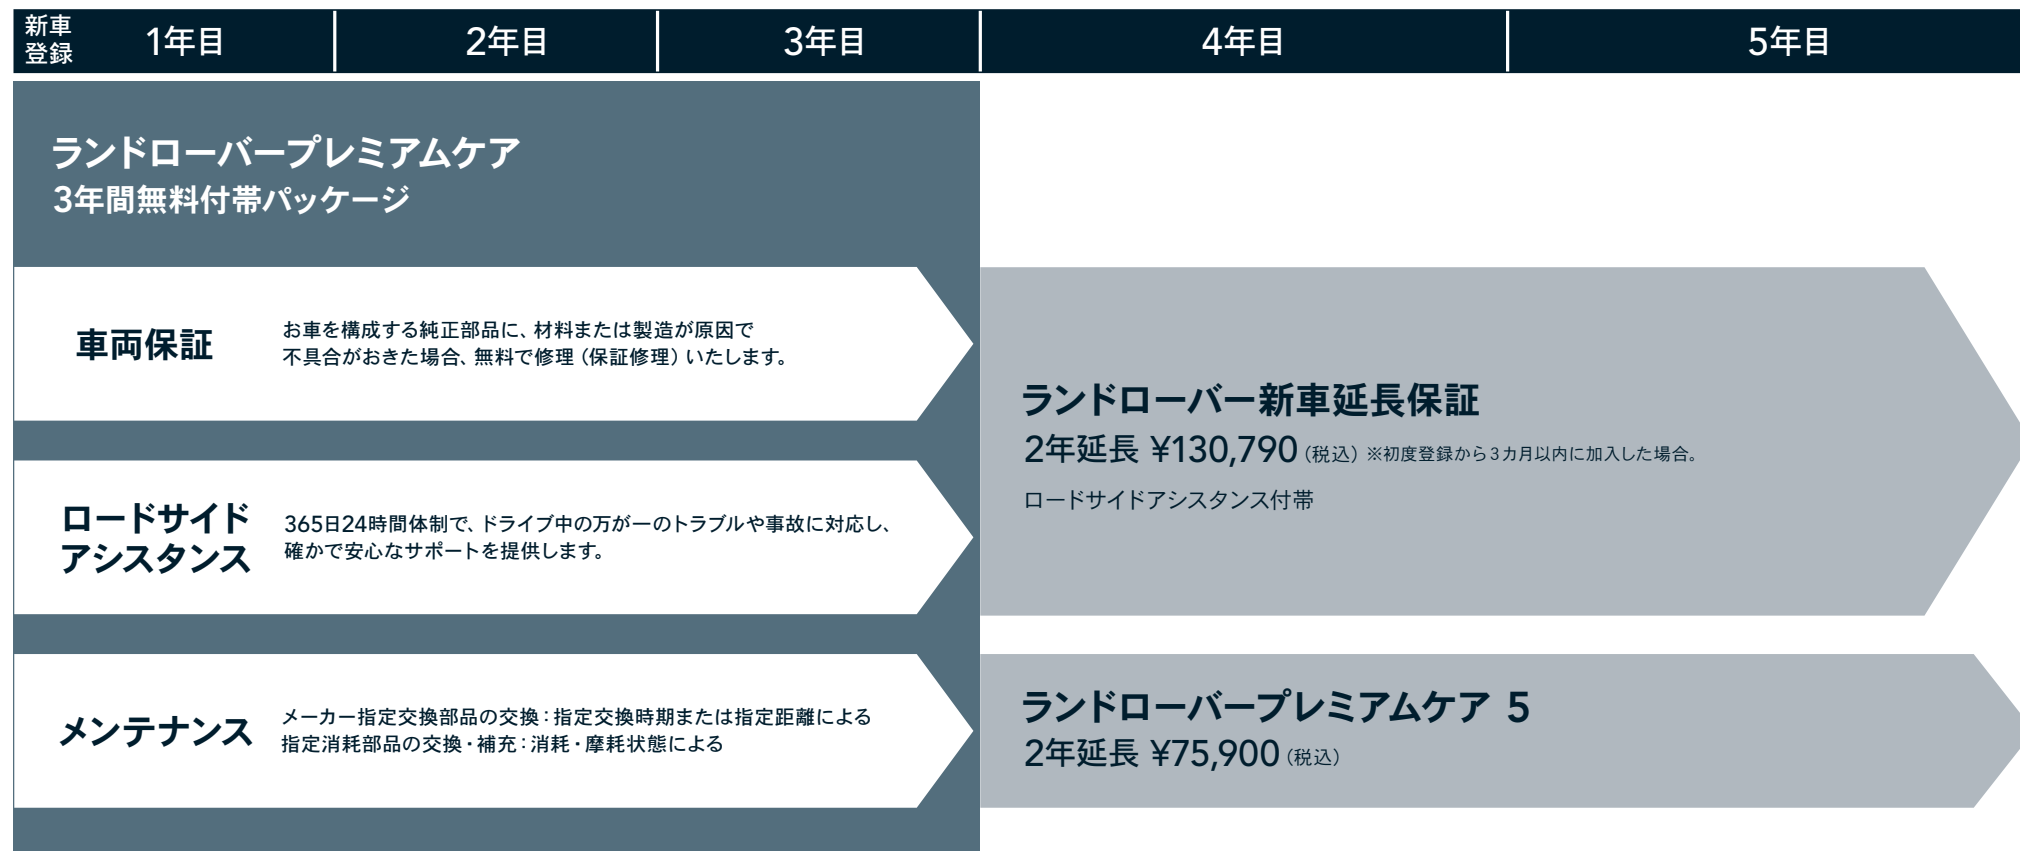 新車
登録
1年目
2年目
3年目
4年目
5年目
ランドローバープレミアムケア
3年間無料付帯パッケージ
車両保証
お車を構成する純正部品に、材料または製造が原因で
不具合がおきた場合、無料で修理（保証修理）いたします。
ロードサイド
アシスタンス
365日24時間体制で、ドライブ中の万が一のトラブルや事故に対応し、
確かで安心なサポートを提供します。
メンテナンス
メーカー指定交換部品の交換：指定交換時期または指定距離による
指定消耗部品の交換・補充：消耗・摩耗状態による
ランドローバー新車延長保証
2年延長 ¥130,790（税込）※初度登録から3カ月以内に加入した場合。
ロードサイドアシスタンス付帯
ランドローバープレミアムケア 5
2年延長 ¥75,900（税込）